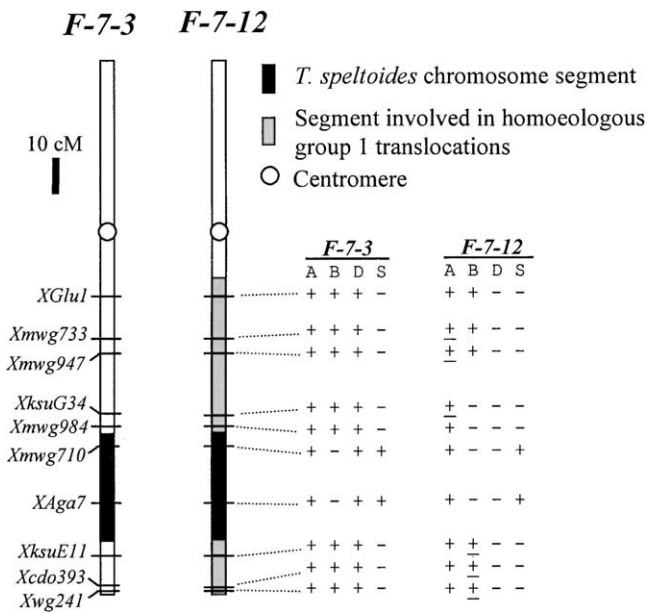 F-7-3 F-7-12
T. speltoides chromosome segment
Segment involved in homoeologous
group 1 translocations
Centromere
10 cM
F-7-3 F-7-12
A B D S A B D S
XGlu1 + + + − + + − −
Xmwg733 + + + − + + − −
Xmwg947 + + + − + + − −
XksuG34 + + + − + − − −
Xmwg984 + + + − + − − −
Xmwg710 + − + + + − − +
XAga7 + − + + + − − +
XksuE11 + + + − + + − −
Xcdo393 + + + − + + − −
Xwg241 + + + − + + − −